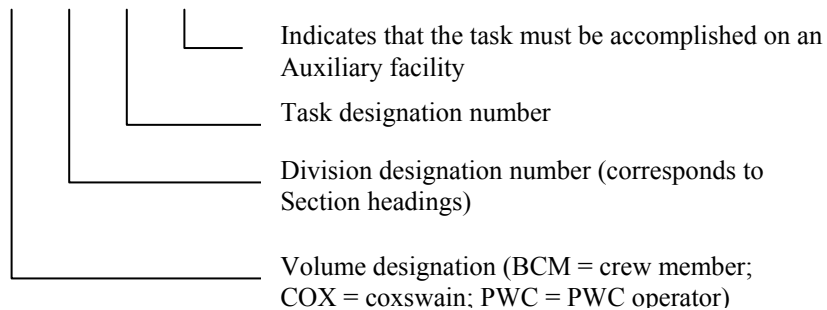 Indicates that the task must be accomplished on an
Auxiliary facility
Task designation number
Division designation number (corresponds to
Section headings)
Volume designation (BCM = crew member;
COX = coxswain; PWC = PWC operator)